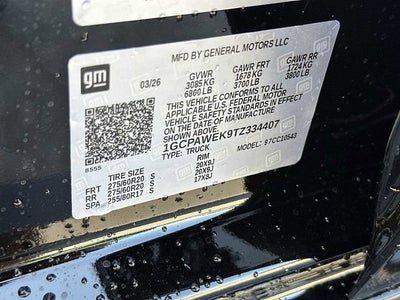 MFD BY GENERAL MOTORS LLC
gm
03/26
GVWR GAWR FRT GAWR RR
3085 KG 1678 KG 1724 KG
6800 LB 3700 LB 3800 LB
THIS VEHICLE CONFORMS TO ALL
APPLICABLE U.S. FEDERAL MOTOR
VEHICLE SAFETY STANDARDS IN EFFECT
ON THE DATE OF MANUFACTURE
SHOWN ABOVE.
1GCPAWEK9TZ334407
TYPE: TRUCK MODEL: 97CC10543
B5S5
TIRE SIZE RIM
FRT 275/60R20 S 20X9J
RR 275/60R20 S 20X9J
SPA 255/80R17 S 17X8J